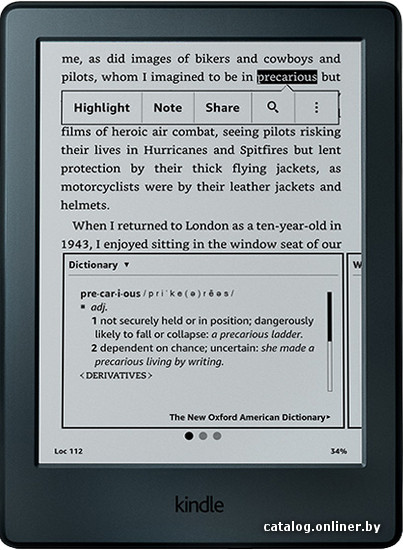 me, as did images of bikers and cowboys and
pilots, whom I imagined to be in precarious but
Highlight Note Share
films of heroic air combat, seeing pilots risking
their lives in Hurricanes and Spitfires but lent
protection by their thick flying jackets, as
motorcyclists were by their leather jackets and
helmets.
When I returned to London as a ten-year-old in
1943, I enjoyed sitting in the window seat of our
Dictionary ▼
W
pre·car·i·ous /priˈke(ə)rēəs/
▪ adj.
1 not securely held or in position; dangerously
likely to fall or collapse: a precarious ladder.
2 dependent on chance; uncertain: she made a
precarious living by writing.
<DERIVATIVES>
The New Oxford American Dictionary▸
Loc 112 34%
kindle
catalog.onliner.by